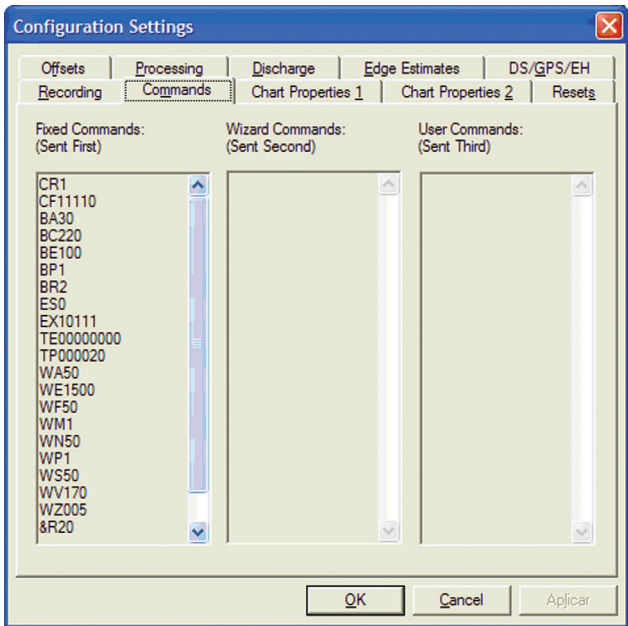 Configuration Settings
Offsets Processing Discharge Edge Estimates DS/GPS/EH
Recording Commands Chart Properties 1 Chart Properties 2 Resets
Fixed Commands: Wizard Commands: User Commands:
(Sent First) (Sent Second) (Sent Third)
CR1
CF11110
BA30
BC220
BE100
BP1
BR2
ES0
EX10111
TE00000000
TP000020
WA50
WE1500
WF50
WM1
WN50
WP1
WS50
WV170
WZ005
&R20
OK Cancel Aplicar